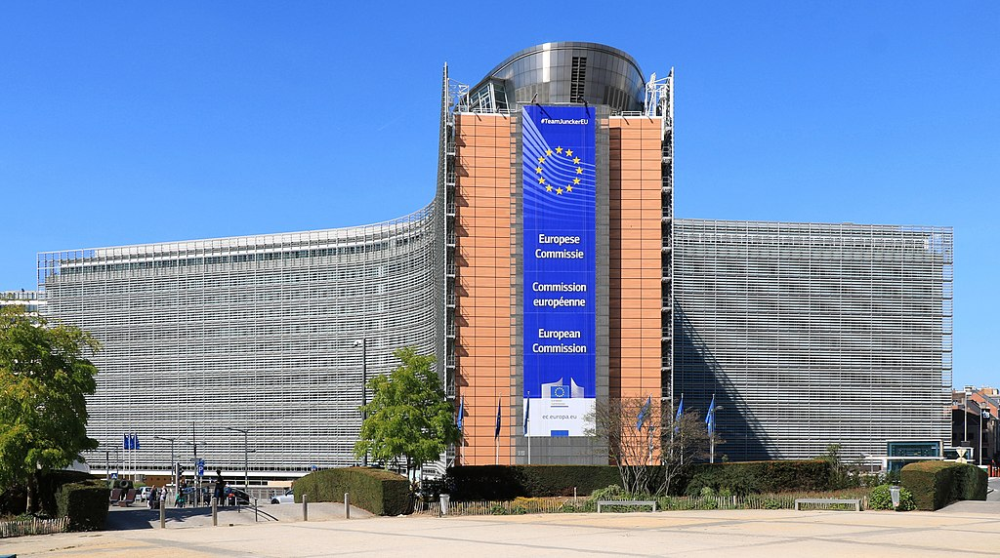 #TeamJunckerEU
Europese
Commissie
Commission
européenne
European
Commission
ec.europa.eu